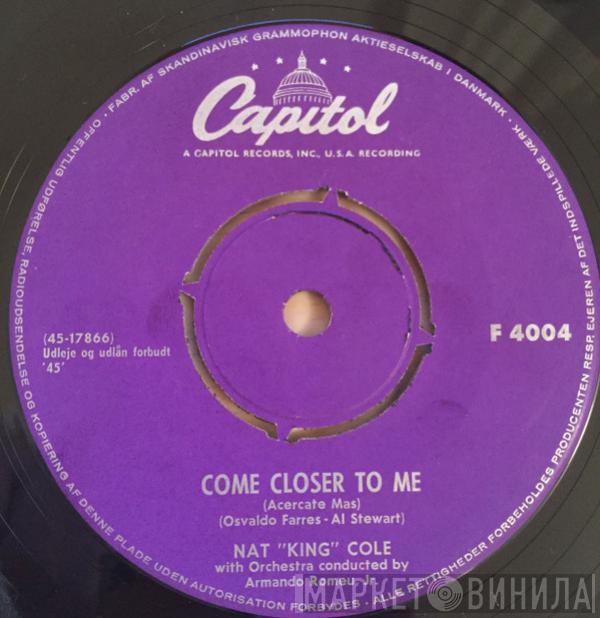 OFFENTLIG UDFØRELSE, RADIOUDSENDELSE OG KOPIERING AF DENNE PLADE UDEN AUTORISATION FORBYDES · ALLE RETTIGHEDER FORBEHOLDES PRODUCENTEN RESP. EJEREN AF DET INDSPILLEDE VÆRK · FABR. AF SKANDINAVISK GRAMMOPHON AKTIESELSKAB I DANMARK ·
Capitol
A CAPITOL RECORDS, INC., U.S.A. RECORDING
(45-17866)
Udleje og udlån forbudt
'45'
F 4004
COME CLOSER TO ME
(Acercate Mas)
(Osvaldo Farres - Al Stewart)
NAT "KING" COLE
with Orchestra conducted by
Armando Romeu, Jr.
МАРКЕТ ВИНИЛА